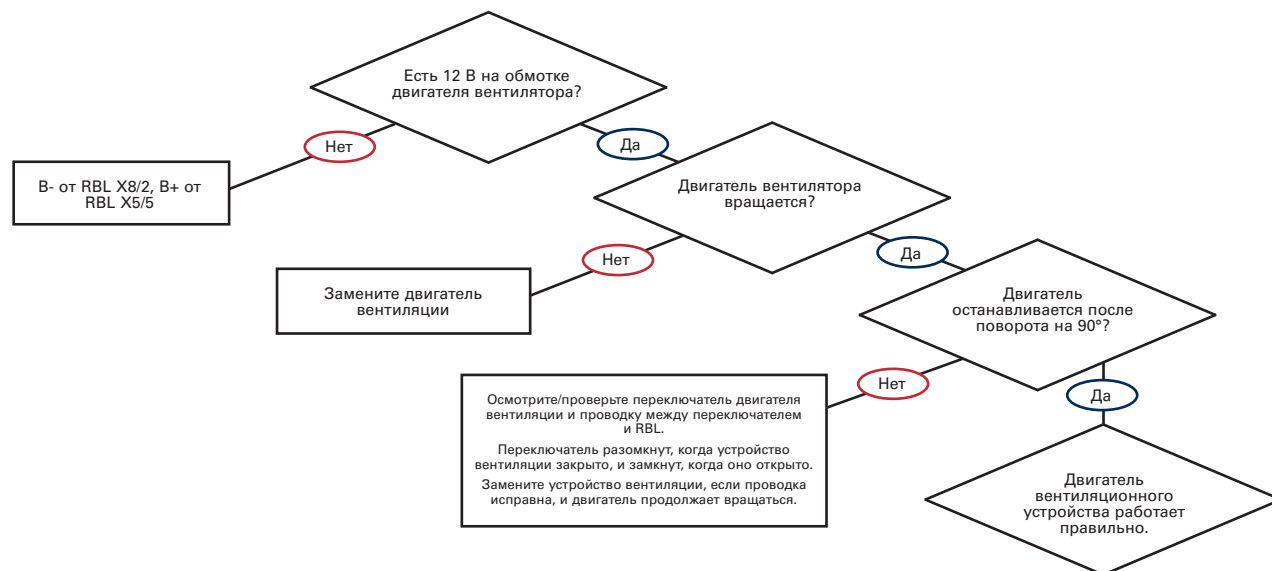 Есть 12 В на обмотке
двигателя вентилятора?
Нет
Да
В- от RBL X8/2, В+ от
RBL X5/5
Двигатель вентилятора
вращается?
Нет
Да
Замените двигатель
вентиляции
Двигатель
останавливается после
поворота на 90°?
Нет
Да
Осмотрите/проверьте переключатель двигателя
вентиляции и проводку между переключателем
и RBL.
Переключатель разомкнут, когда устройство
вентиляции закрыто, и замкнут, когда оно открыто.
Замените устройство вентиляции, если проводка
исправна, и двигатель продолжает вращаться.
Двигатель
вентиляционного
устройства работает
правильно.